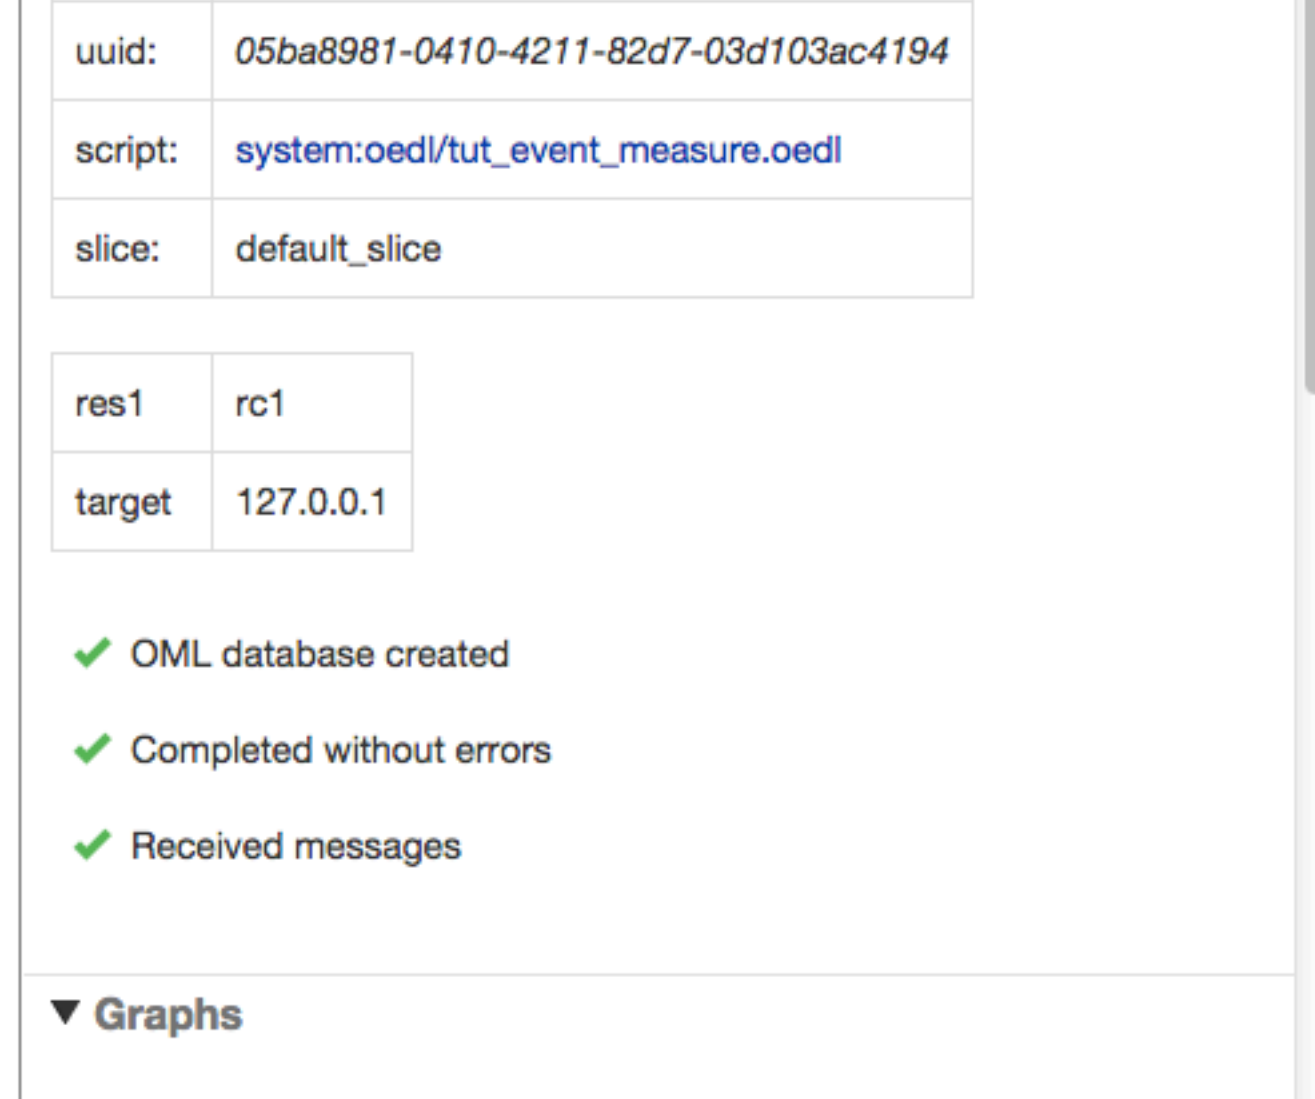 uuid: 05ba8981-0410-4211-82d7-03d103ac4194
script: system:oedl/tut_event_measure.oedl
slice: default_slice
res1 rc1
target 127.0.0.1
OML database created
Completed without errors
Received messages
Graphs